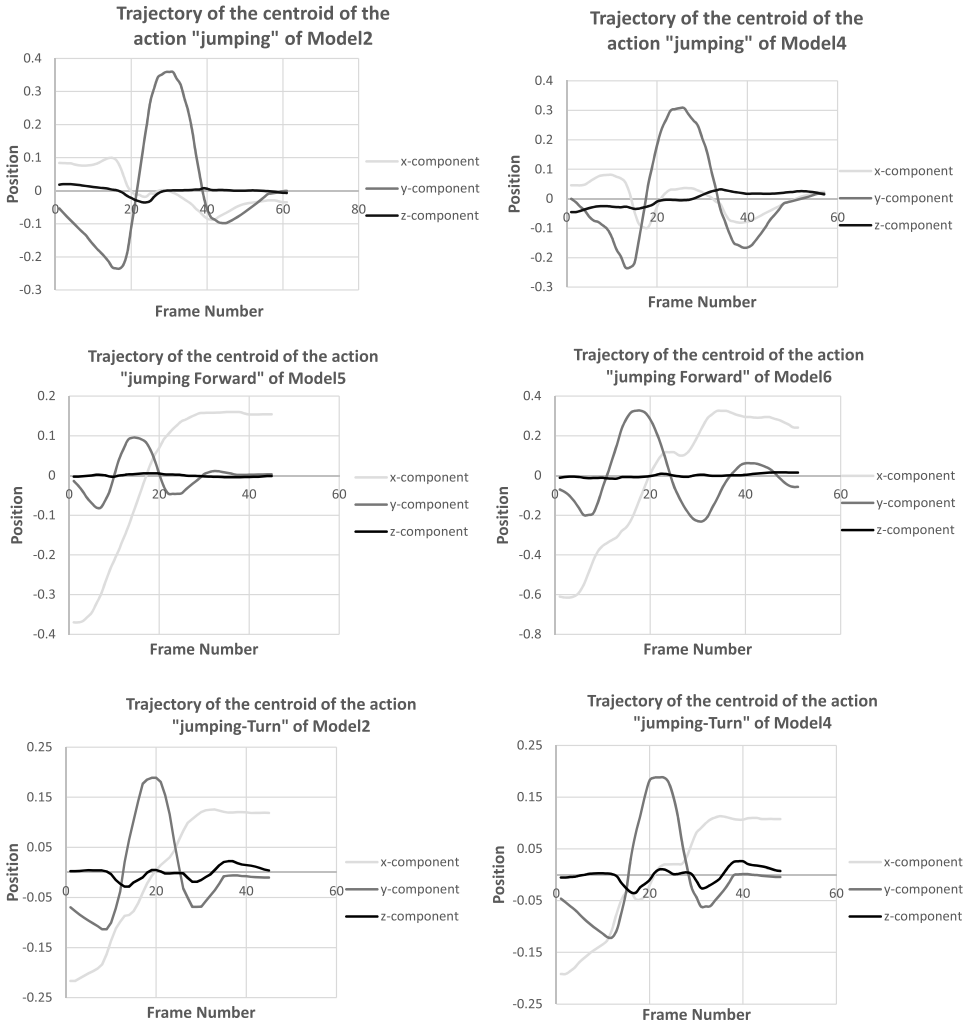 Trajectory of the centroid of the
action "jumping" of Model2
0.4
0.3
0.2
0.1
0
-0.1
-0.2
-0.3
0
20
40
60
80
Position
Frame Number
x-component
y-component
z-component
Trajectory of the centroid of the
action "jumping" of Model4
0.4
0.3
0.2
0.1
0
-0.1
-0.2
-0.3
0
20
40
60
Position
Frame Number
x-component
y-component
z-component
Trajectory of the centroid of the action
"jumping Forward" of Model5
0.2
0.1
0
-0.1
-0.2
-0.3
-0.4
0
20
40
60
Position
Frame Number
x-component
y-component
z-component
Trajectory of the centroid of the action
"jumping Forward" of Model6
0.4
0.2
0
-0.2
-0.4
-0.6
-0.8
0
20
40
60
Position
Frame Number
x-component
y-component
z-component
Trajectory of the centroid of the action
"jumping-Turn" of Model2
0.25
0.15
0.05
-0.05
-0.15
-0.25
0
20
40
60
Position
Frame Number
x-component
y-component
z-component
Trajectory of the centroid of the action
"jumping-Turn" of Model4
0.25
0.15
0.05
-0.05
-0.15
-0.25
0
20
40
60
Position
Frame Number
x-component
y-component
z-component